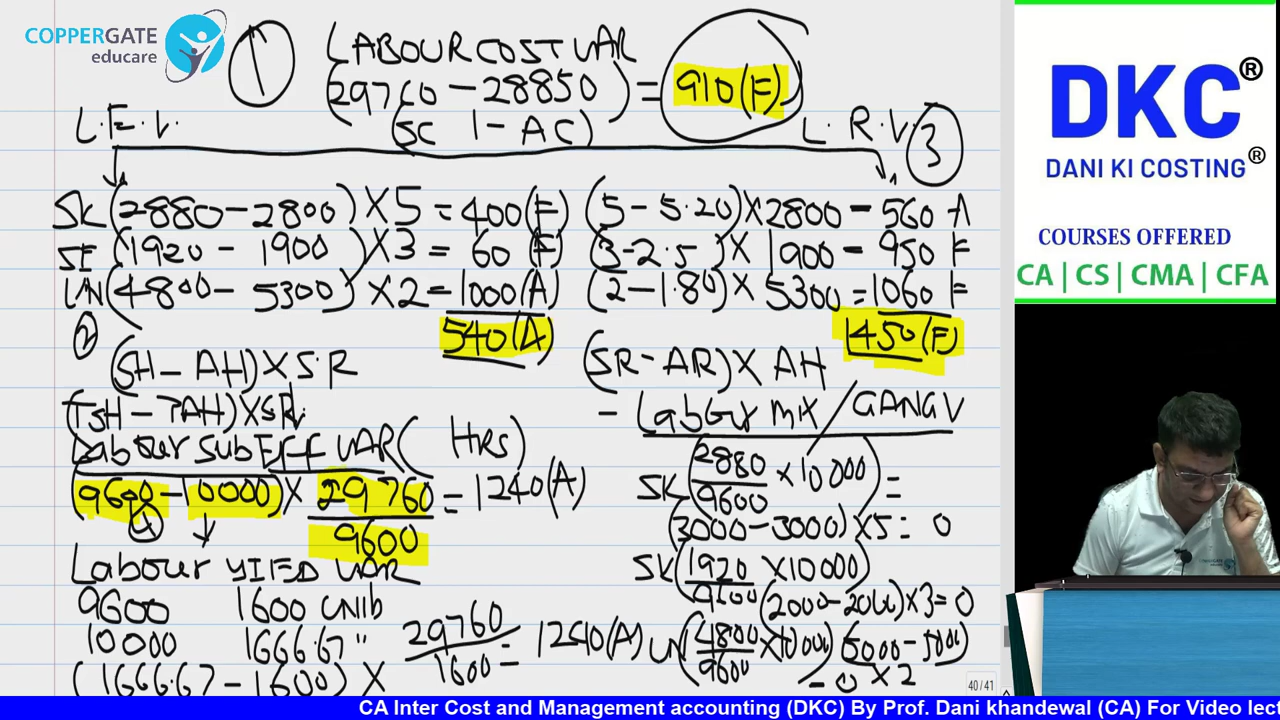 COPPERGATE
educare
① LABOUR COST VAR
(29760 - 28850) = 910 (F)
(SC 1 - AC)
L.E.V.
L.R.V. ③
SK (2880 - 2800) X 5 = 400 (F)
SE (1920 - 1900) X 3 = 60 (F)
UN (4800 - 5300) X 2 = 1000 (A)
② 540 (A)
(SH - AH) X S.R
(TSH - TAH) X SR
(5 - 5.20) X 2800 - 560 A
(3 - 2.5) X 1900 = 950 F
(2 - 1.80) X 5300 = 1060 F
1450 (F)
(SR - AR) X AH
Labour sub Eff VAR (HRS)
(9600 - 10000) X 29760 / 9600 = 1240 (A)
④
Labour YIELD VAR
9600 1600 UNIts
10000 1666.67 "
(1666.67 - 1600) X
29760 / 1600 = 1240 (A)
- Labour mix / GANG V
SK (2880 / 9600 X 10000) =
(3000 - 3000) X 5 = 0
SK (1920 / 9600 X 10000)
(2000 - 2000) X 3 = 0
UN (4800 / 9600 X 10000) (5000 - 5000)
- 0 X 2
40/41
DKC®
DANI KI COSTING®
COURSES OFFERED
CA | CS | CMA | CFA
CA Inter Cost and Management accounting (DKC) By Prof. Dani khandewal (CA) For Video lec